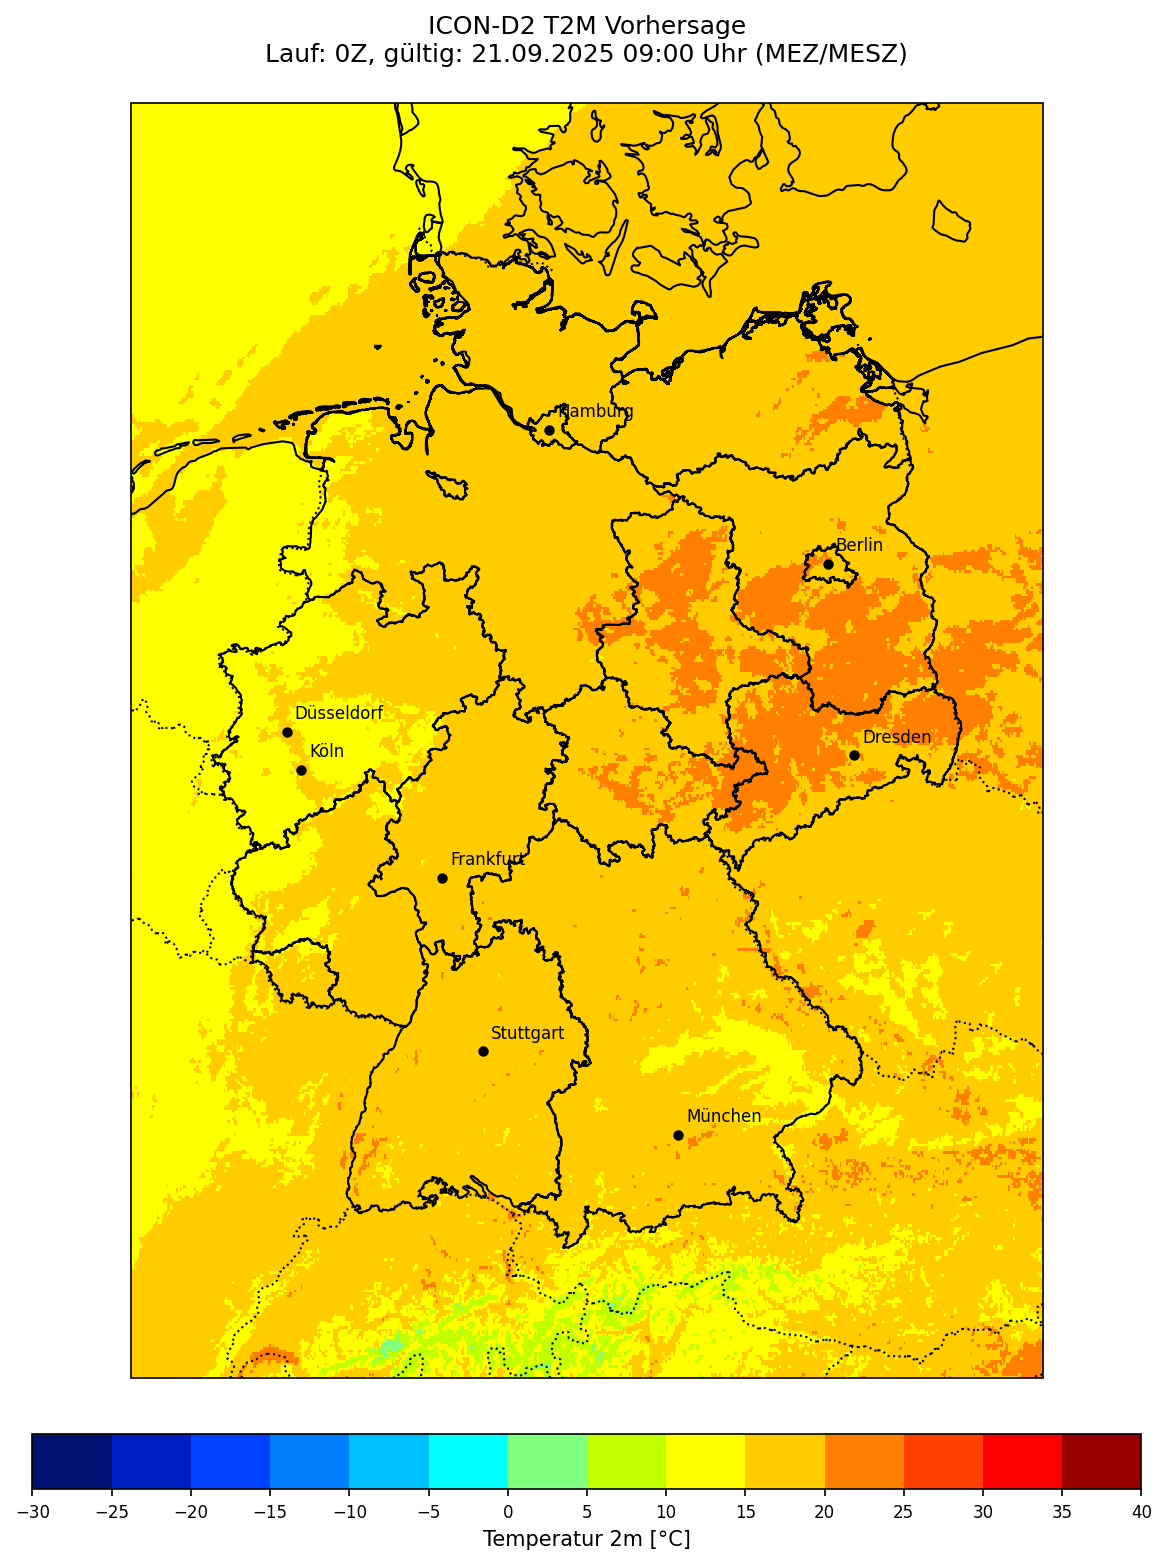 ICON-D2 T2M Vorhersage
Lauf: 0Z, gültig: 21.09.2025 09:00 Uhr (MEZ/MESZ)
Hamburg
Berlin
Düsseldorf
Köln
Dresden
Frankfurt
Stuttgart
München
−30 −25 −20 −15 −10 −5 0 5 10 15 20 25 30 35 40
Temperatur 2m [°C]